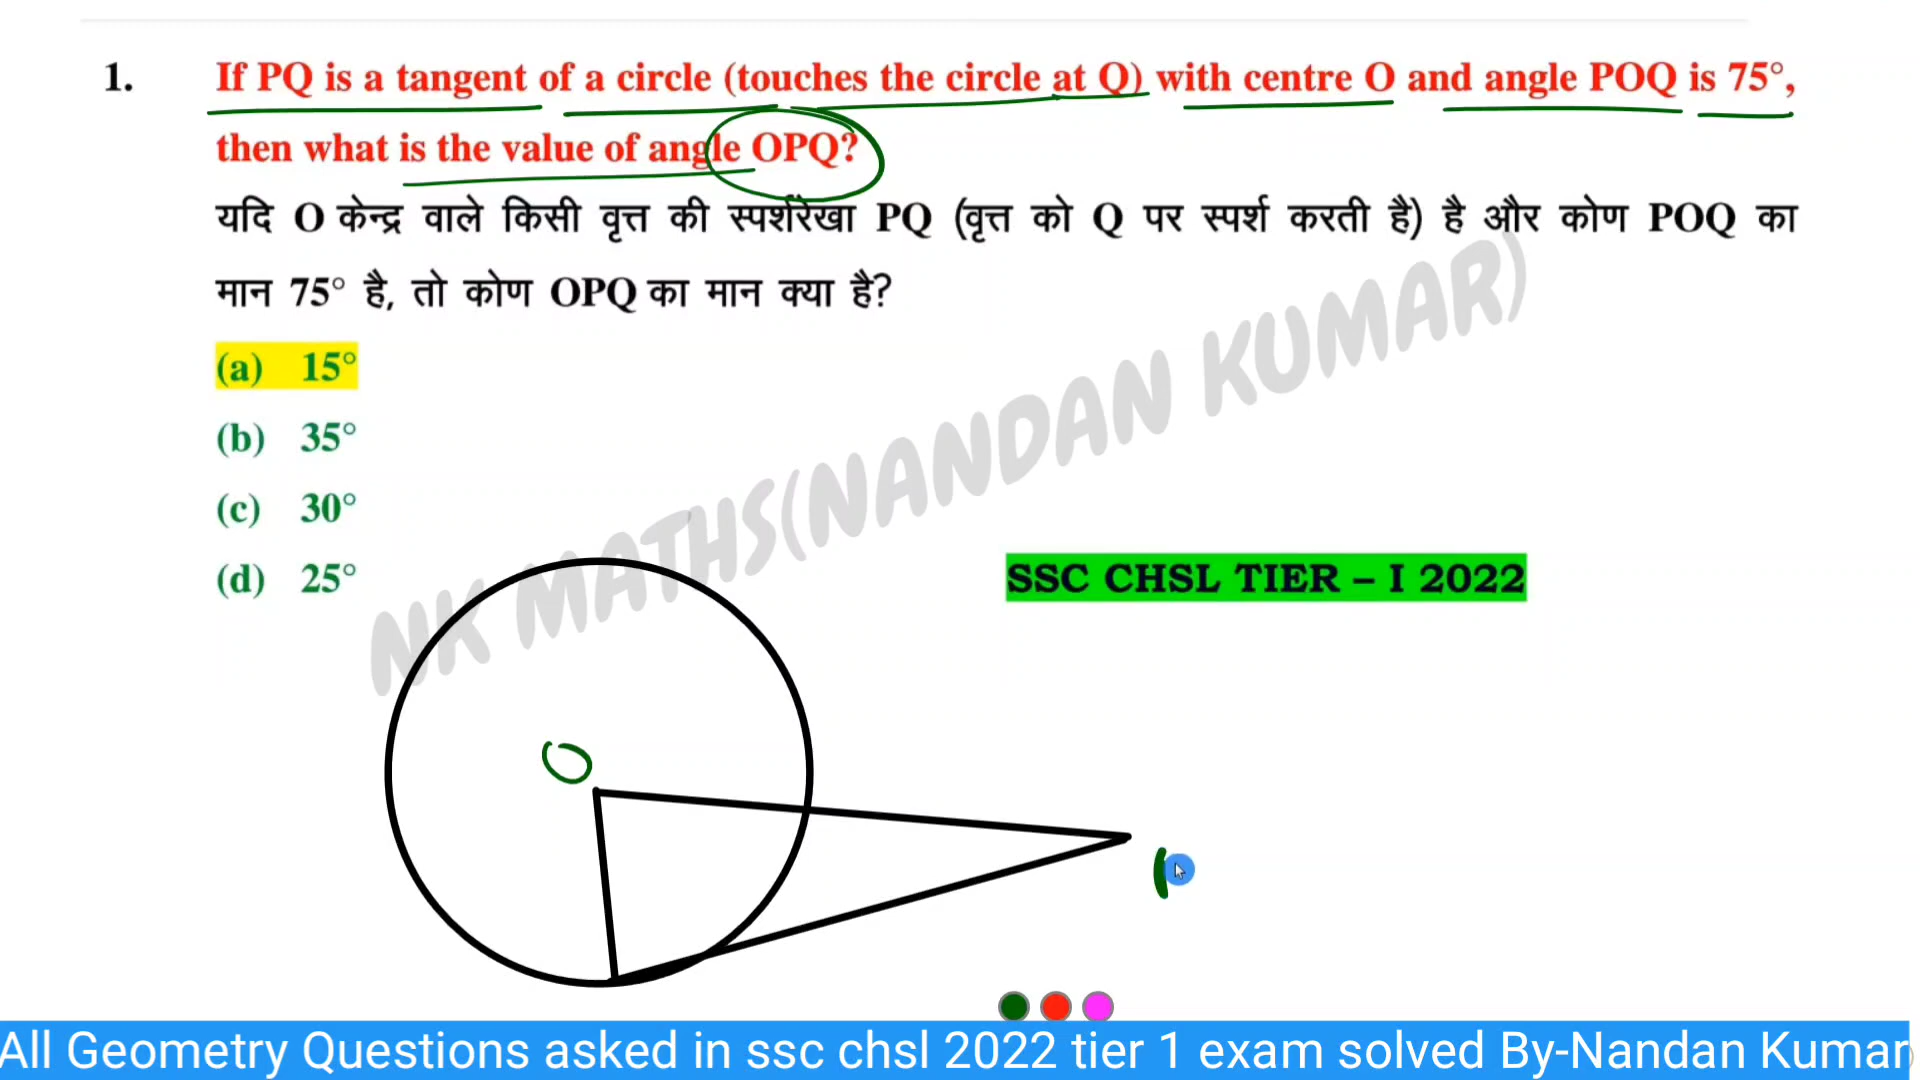 1. If PQ is a tangent of a circle (touches the circle at Q) with centre O and angle POQ is 75°,
then what is the value of angle OPQ?
यदि O केन्द्र वाले किसी वृत्त की स्पर्शरेखा PQ (वृत्त को Q पर स्पर्श करती है) है और कोण POQ का
मान 75° है, तो कोण OPQ का मान क्या है?
(a) 15°
(b) 35°
(c) 30°
(d) 25°
NK MATHS(NANDAN KUMAR)
SSC CHSL TIER – I 2022
O
All Geometry Questions asked in ssc chsl 2022 tier 1 exam solved By-Nandan Kumar